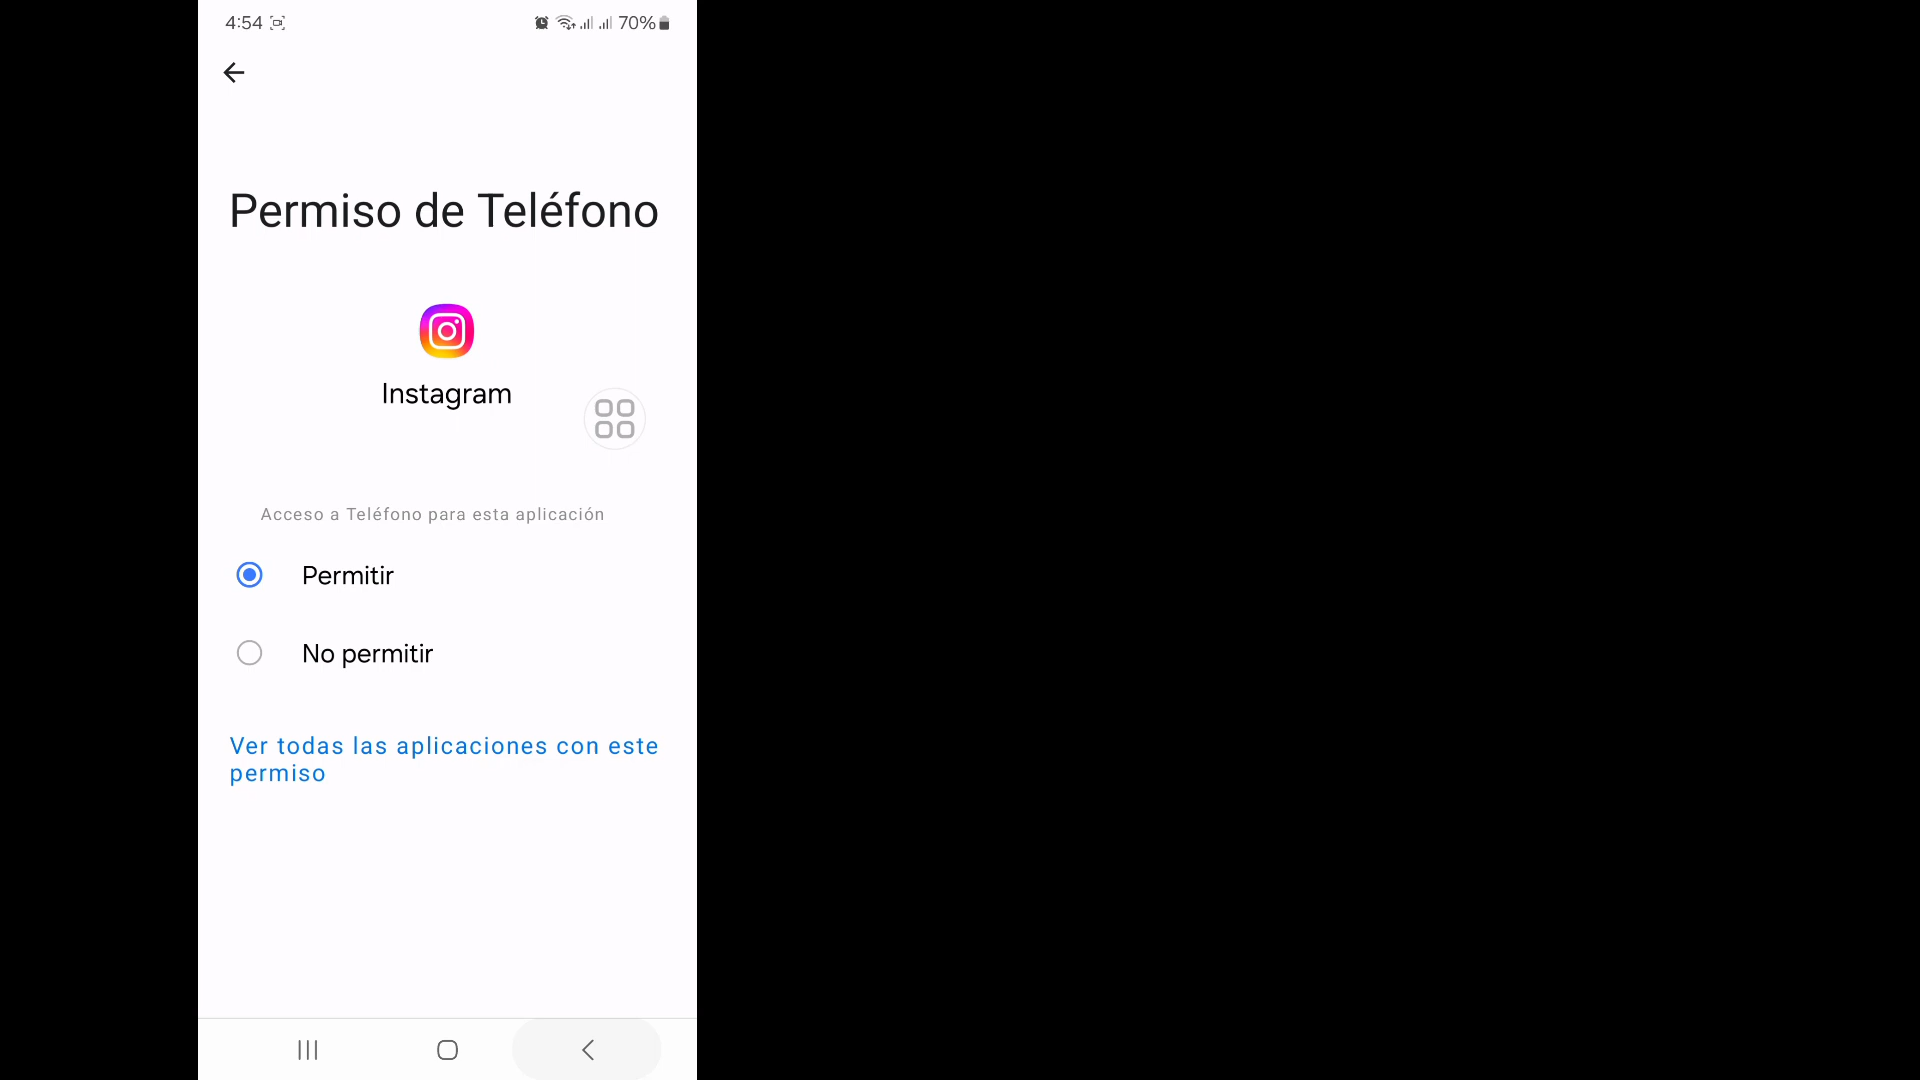 4:54
70%
Permiso de Teléfono
Instagram
Acceso a Teléfono para esta aplicación
Permitir
No permitir
Ver todas las aplicaciones con este
permiso